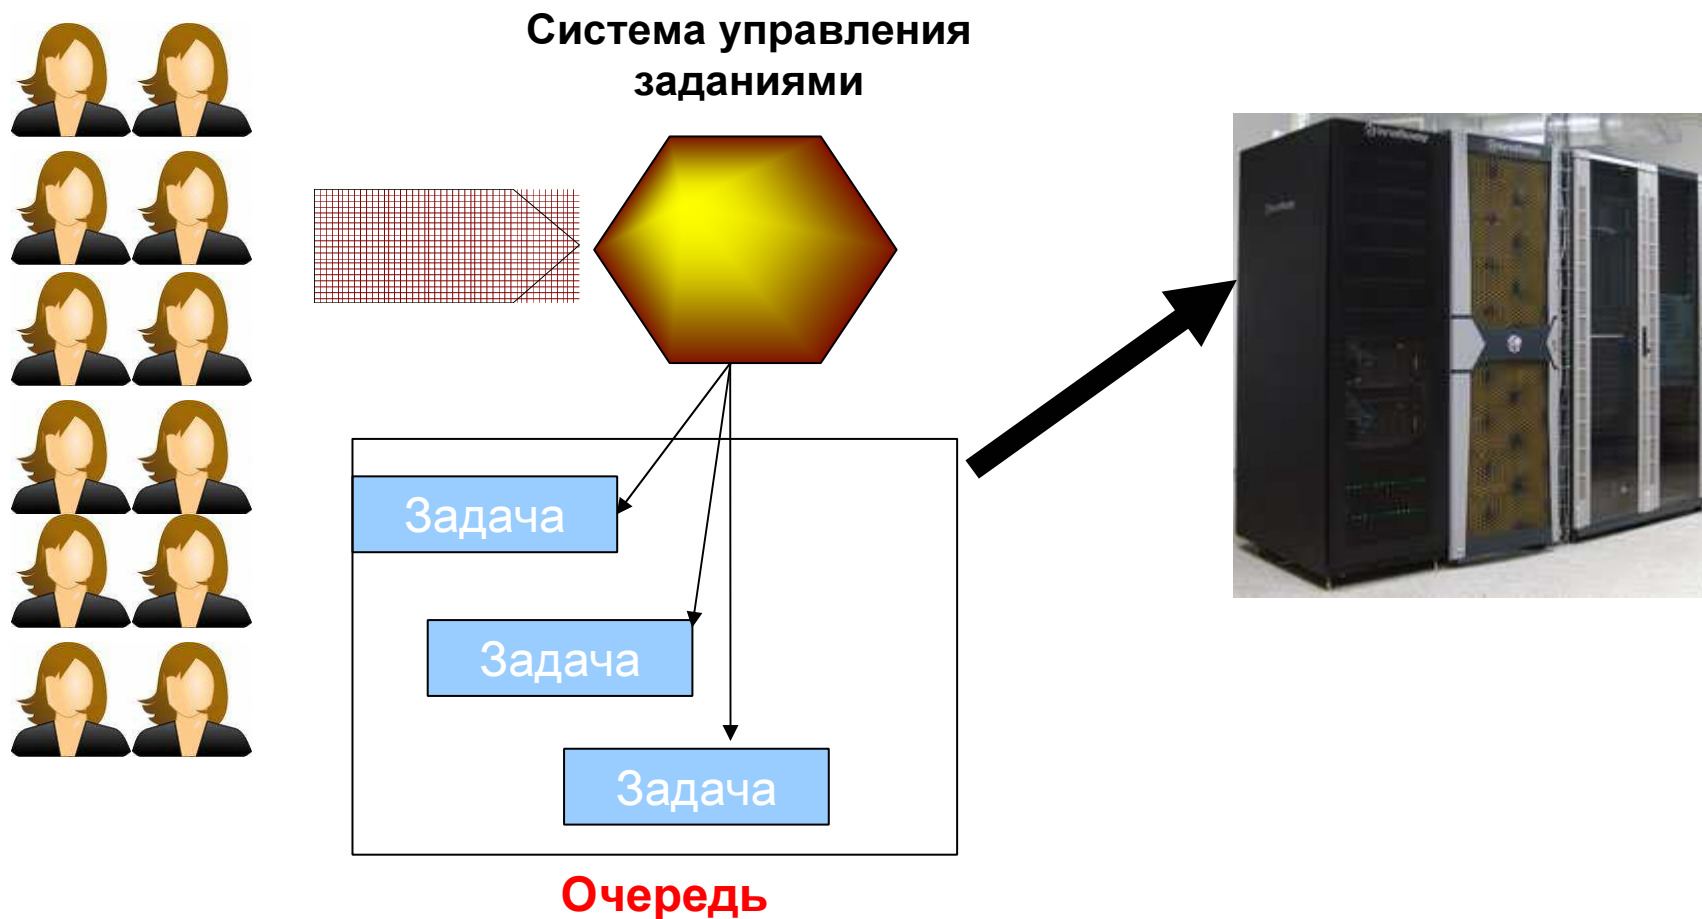 Система управления
заданиями
Задача
Задача
Задача
Очередь